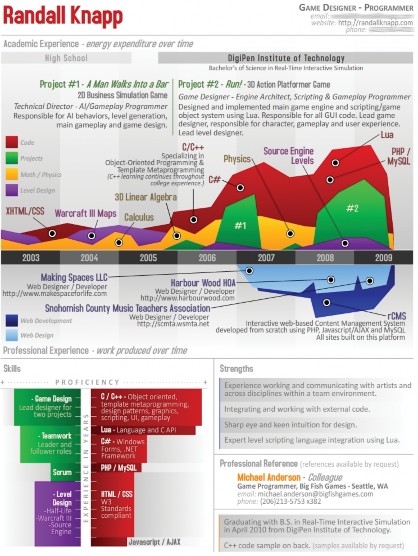 Randall Knapp
GAME DESIGNER - PROGRAMMER
email:
website: http://randallknapp.com
phone:
Academic Experience - energy expenditure over time
High School
DigiPen Institute of Technology
Bachelor's of Science in Real-Time Interactive Simulation
Project #1 - A Man Walks Into a Bar
2D Business Simulation Game
Technical Director - AI/Gameplay Programmer
Responsible for AI behaviors, level generation,
main gameplay and game design.
Project #2 - Run! - 3D Action Platformer Game
Game Designer - Engine Architect, Scripting & Gameplay Programmer
Designed and implemented main game engine and scripting/game
object system using Lua. Responsible for all GUI code. Lead game
designer, responsible for character, gameplay and user experience.
Lead level designer.
Code
Projects
Math / Physics
Level Design
Lua
C/C++
Specializing in
Object-Oriented Programming &
Template Metaprogramming
(C++ learning continues throughout
college experience.)
Physics
Source Engine
Levels
PHP /
MySQL
C#
3D Linear Algebra
XHTML/CSS
Warcraft III Maps
Calculus
#1
#2
2003
2004
2005
2006
2007
2008
2009
Making Spaces LLC
Web Designer / Developer
http://www.makespaceforlife.com
Harbour Wood HOA
Web Designer / Developer
http://www.harbourwood.com
Snohomish County Music Teachers Association
Web Designer / Developer
http://scmta.wsmta.net
rCMS
Interactive web-based Content Management System
developed from scratch using PHP, Javascript/AJAX and MySQL
All sites built on this platform
Web Development
Web Design
Professional Experience - work produced over time
Skills
PROFICIENCY
EXPERIENCE IN YEARS
- Game Design
Lead designer for
two projects
- Teamwork
Leader and
follower roles
Scrum
- Level Design
-Half-Life
-Warcraft III
-Source
Engine
C / C++ - Object oriented,
template metaprogramming,
design patterns, graphics,
scripting, UI, gameplay
Lua - Language and C API
C# - Windows
Forms, .NET
Framework
PHP / MySQL
HTML / CSS
W3
Standards
compliant
Javascript / AJAX
Strengths
Experience working and communicating with artists and
across disciplines within a team environment.
Integrating and working with external code.
Sharp eye and keen intuition for design.
Expert level scripting language integration using Lua.
Professional Reference (references available by request)
Michael Anderson - Colleague
Game Programmer, Big Fish Games - Seattle, WA
email: michael.anderson@bigfishgames.com
phone: (206)213-5753 x382
Graduating with B.S. in Real-Time Interactive Simulation
in April 2010 from DigiPen Institute of Technology.
C++ code sample on back. (samples available by request)